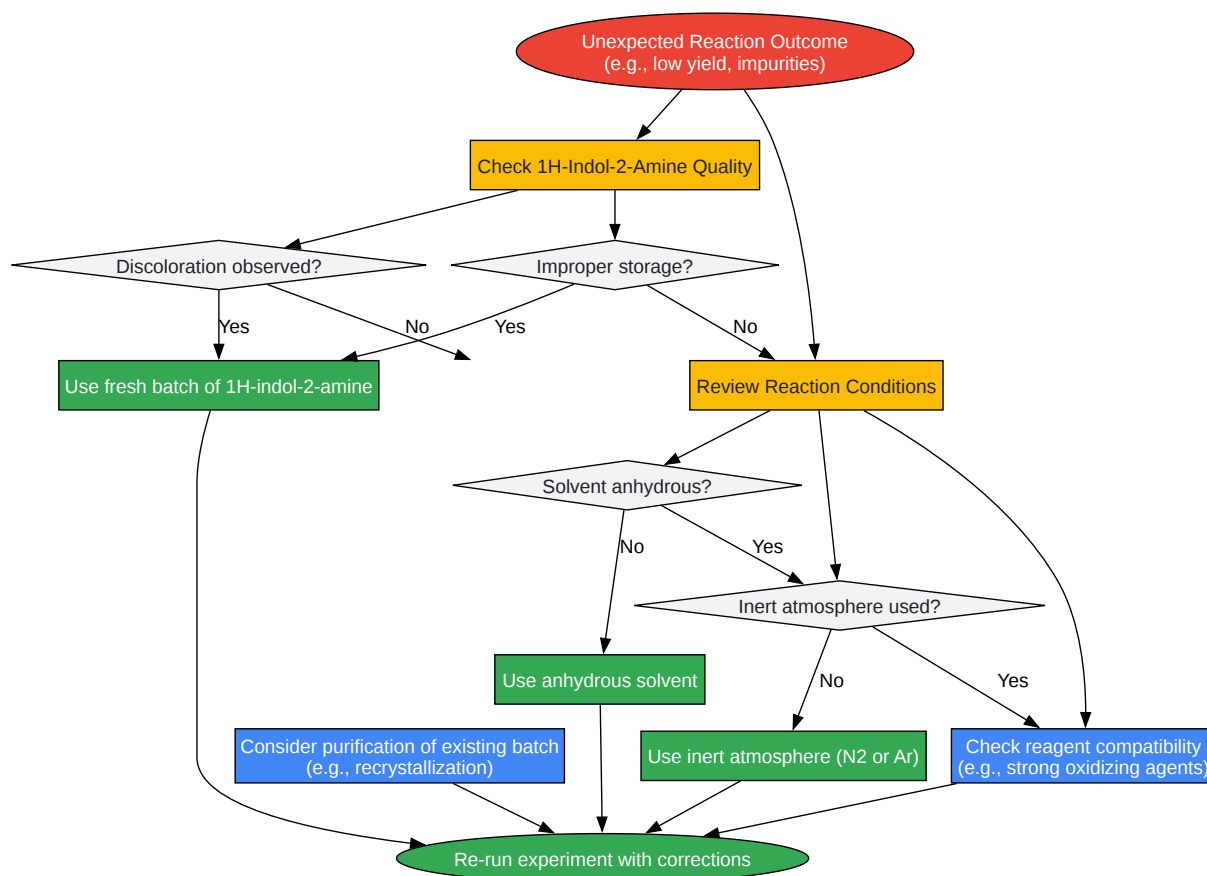 Unexpected Reaction Outcome
(e.g., low yield, impurities)
Check 1H-Indol-2-Amine Quality
Discoloration observed?
Improper storage?
Yes
No
Yes
No
Use fresh batch of 1H-indol-2-amine
Review Reaction Conditions
Solvent anhydrous?
No
Yes
Inert atmosphere used?
Use anhydrous solvent
No
Yes
Consider purification of existing batch
(e.g., recrystallization)
Use inert atmosphere (N2 or Ar)
Check reagent compatibility
(e.g., strong oxidizing agents)
Re-run experiment with corrections